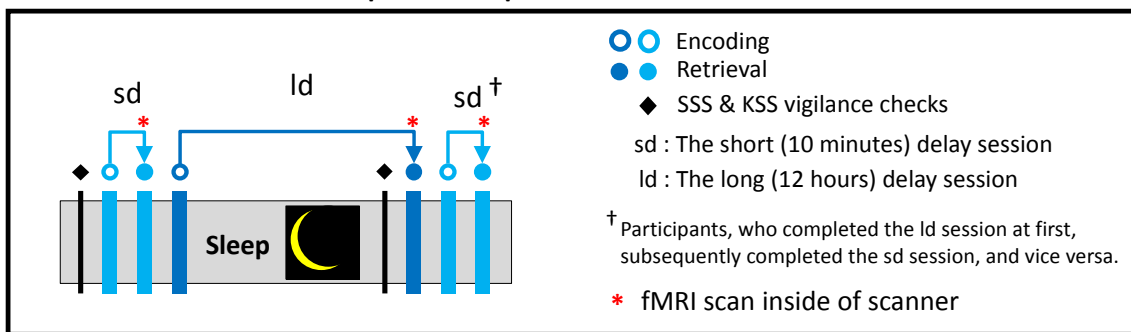 sd
ld
sd †
*
*
*
Sleep
Encoding
Retrieval
SSS & KSS vigilance checks
sd : The short (10 minutes) delay session
ld : The long (12 hours) delay session
† Participants, who completed the ld session at first,
subsequently completed the sd session, and vice versa.
* fMRI scan inside of scanner